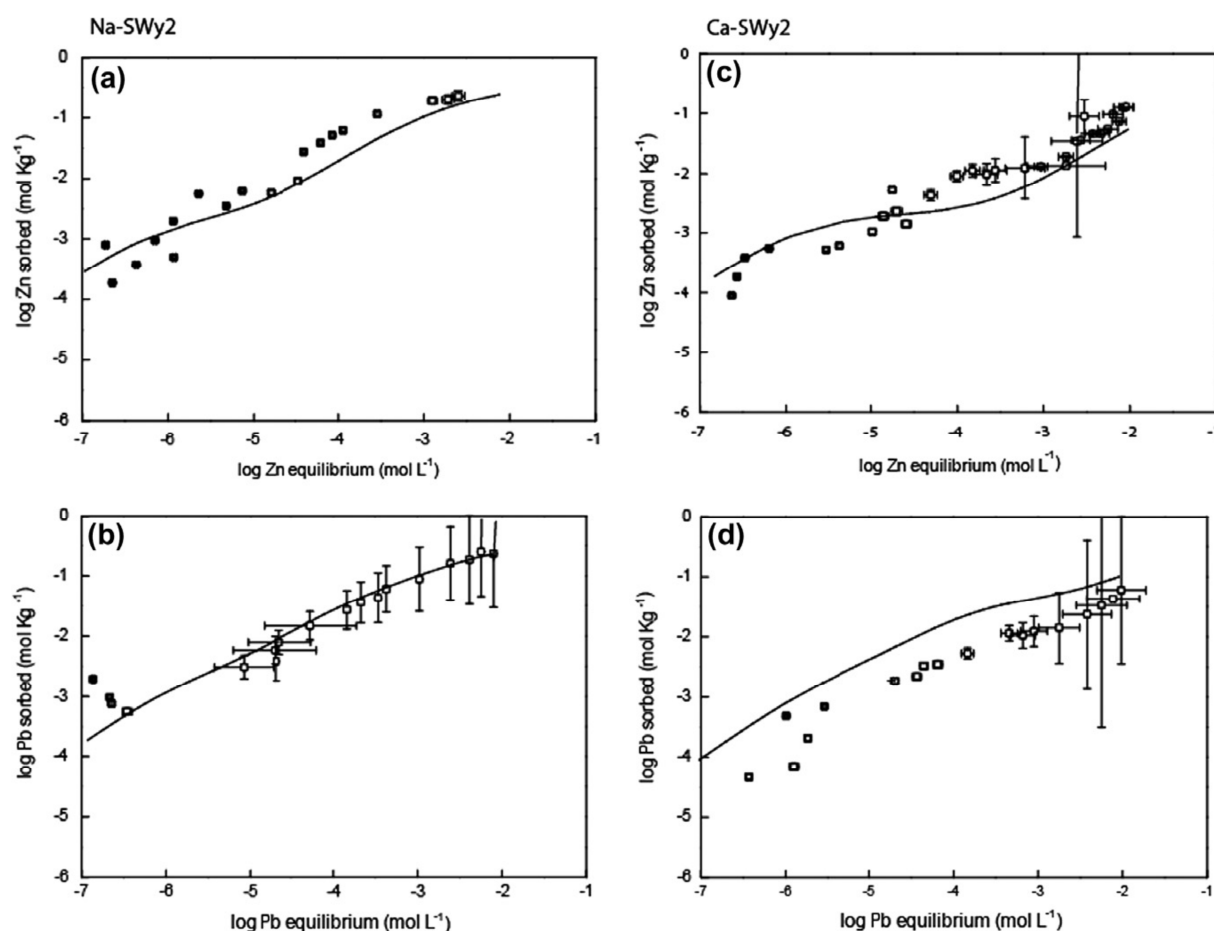 Na-SWy2
(a)
0
-1
-2
-3
-4
-5
-6
-7 -6 -5 -4 -3 -2 -1
log Zn sorbed (mol Kg⁻¹)
log Zn equilibrium (mol L⁻¹)
(b)
0
-1
-2
-3
-4
-5
-6
-7 -6 -5 -4 -3 -2 -1
log Pb sorbed (mol Kg⁻¹)
log Pb equilibrium (mol L⁻¹)
Ca-SWy2
(c)
0
-1
-2
-3
-4
-5
-6
-7 -6 -5 -4 -3 -2 -1
log Zn sorbed (mol Kg⁻¹)
log Zn equilibrium (mol L⁻¹)
(d)
0
-1
-2
-3
-4
-5
-6
-7 -6 -5 -4 -3 -2 -1
log Pb sorbed (mol Kg⁻¹)
log Pb equilibrium (mol L⁻¹)